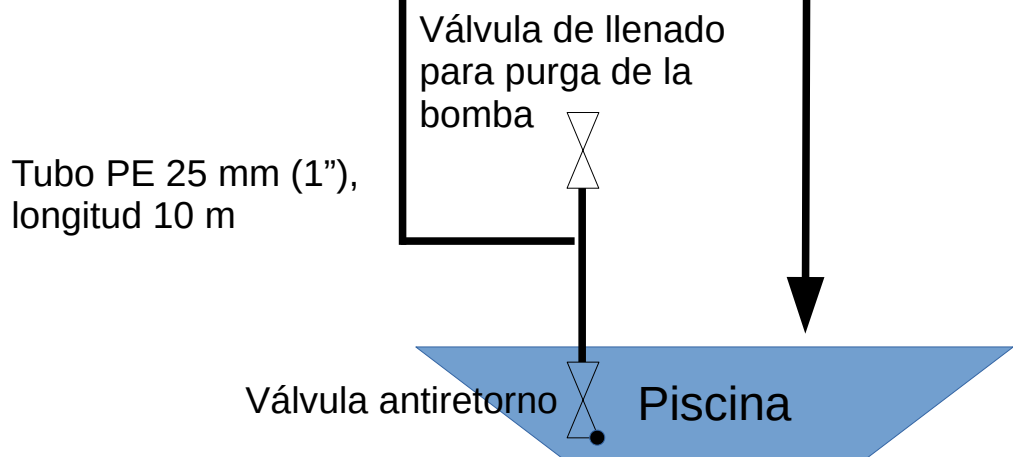 Válvula de llenado
para purga de la
bomba
Tubo PE 25 mm (1”),
longitud 10 m
Válvula antiretorno
Piscina